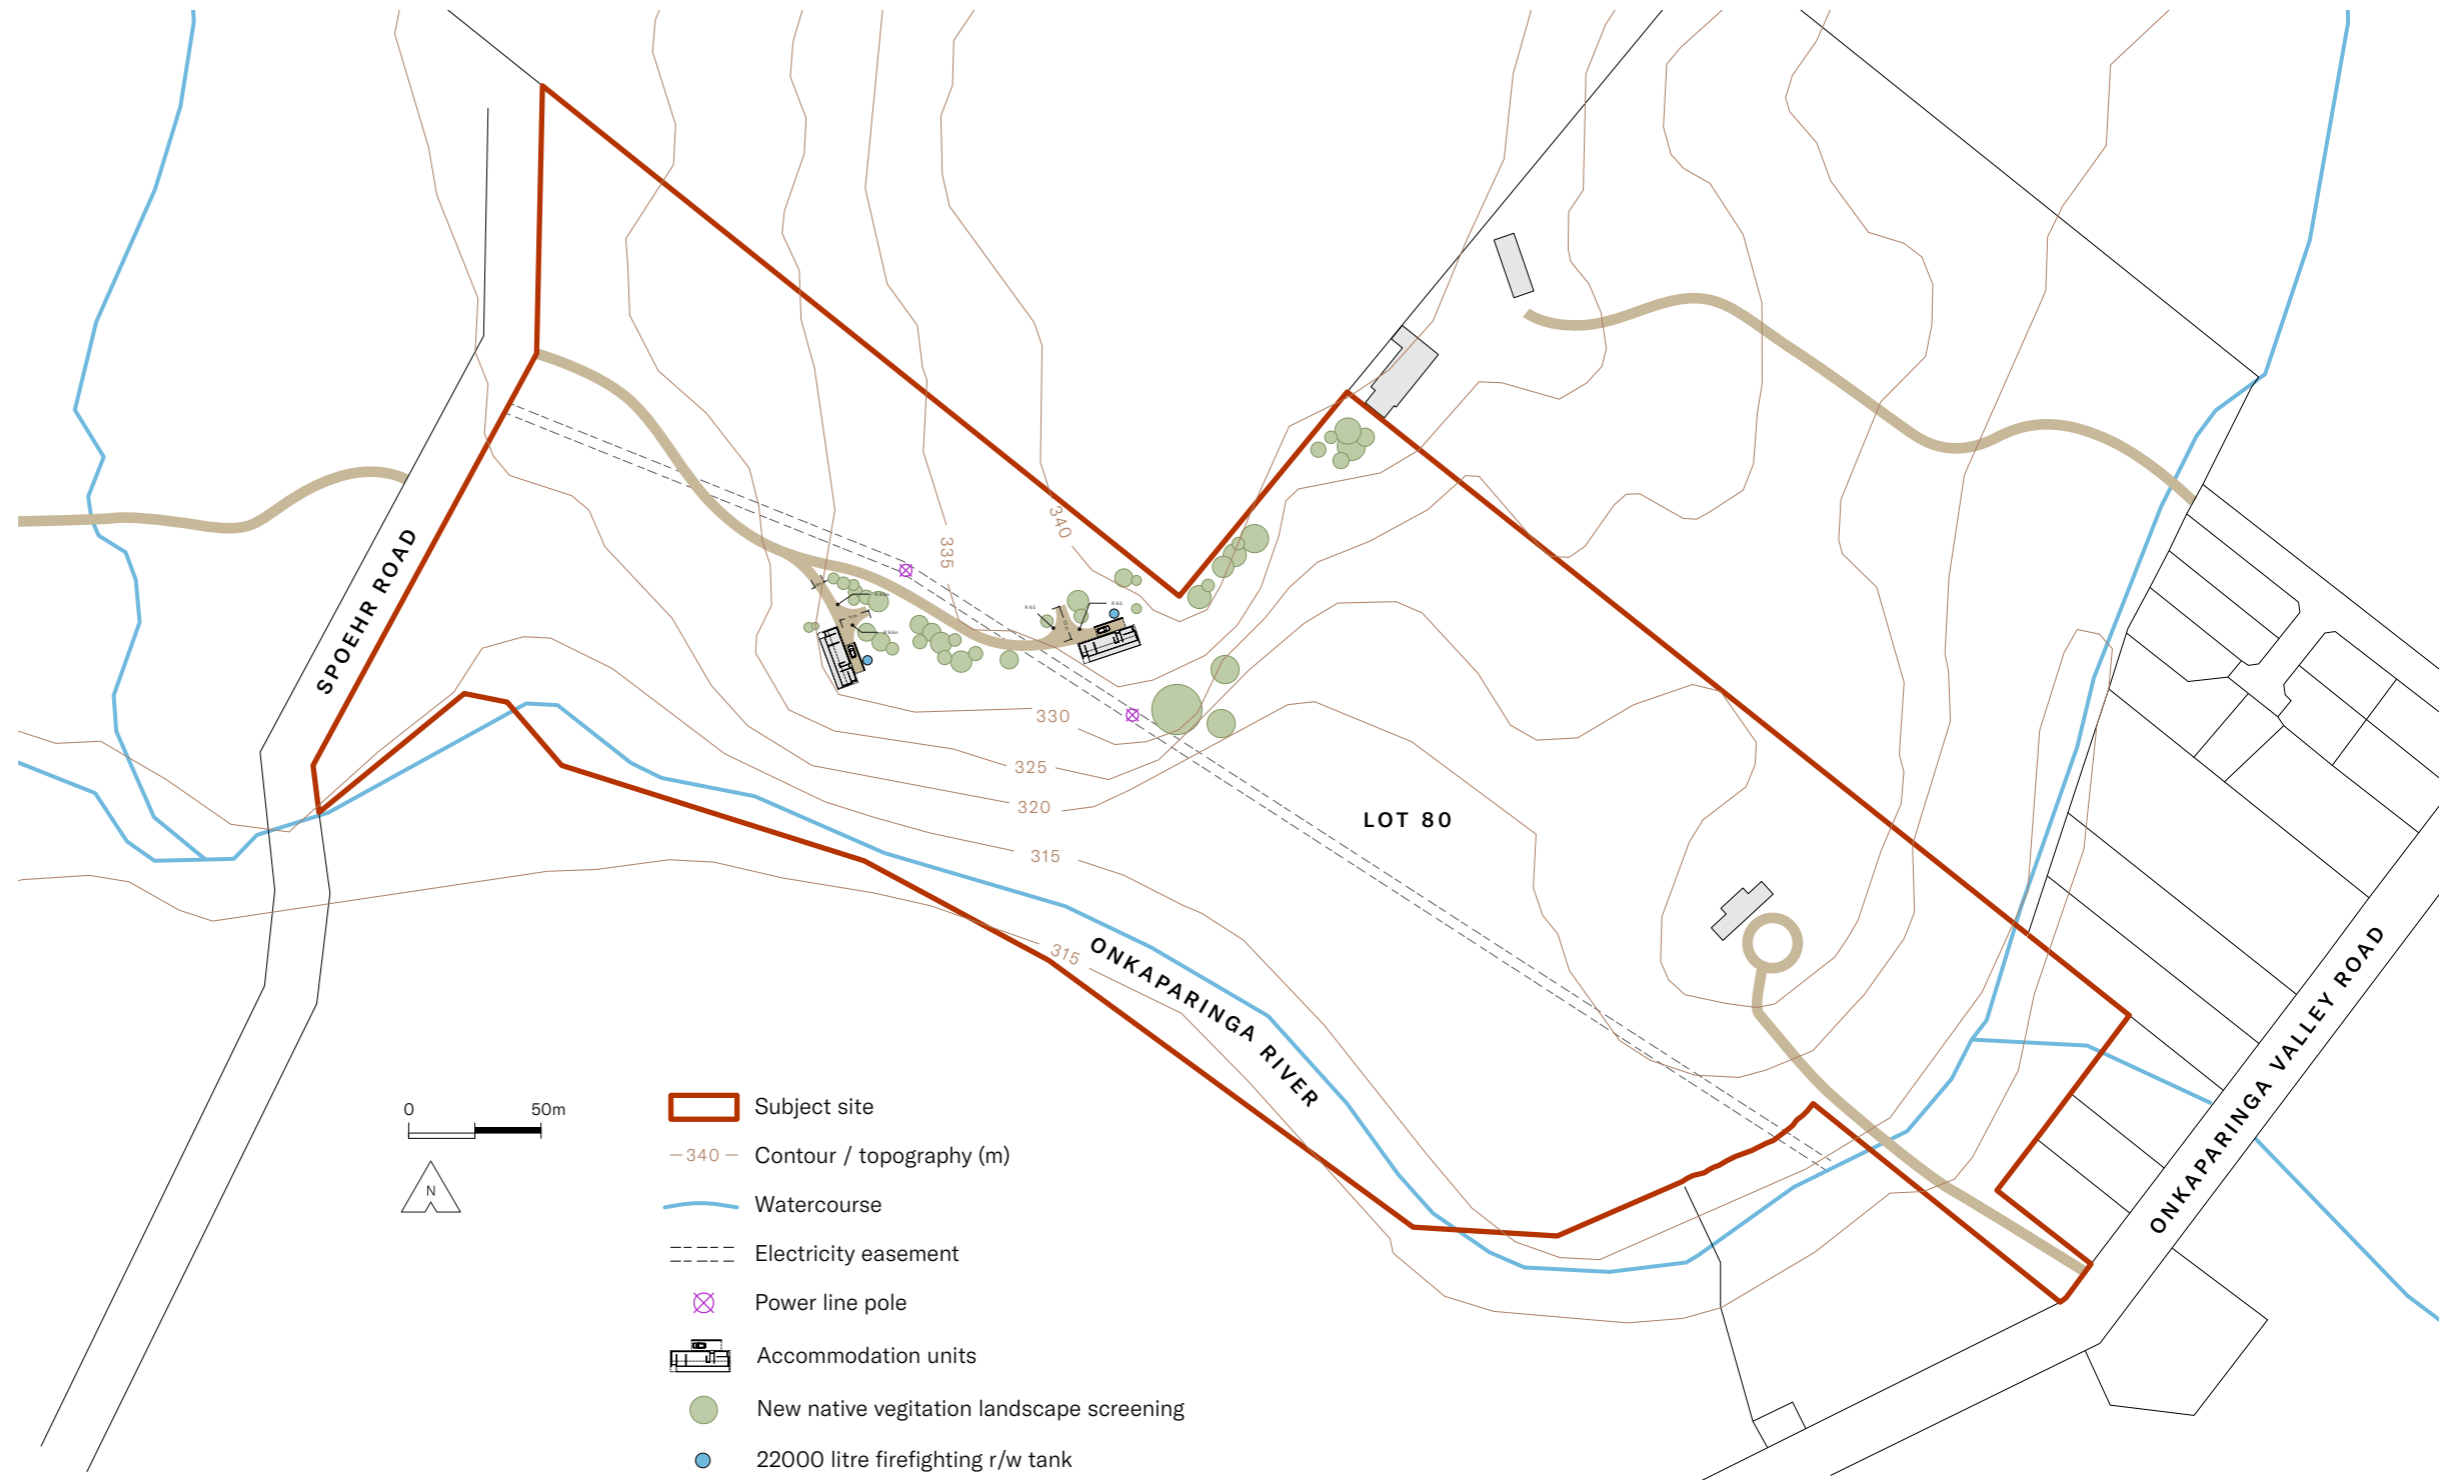 340
335
SPOEHR ROAD
330
325
320
LOT 80
315
315
ONKAPARINGA RIVER
ONKAPARINGA VALLEY ROAD
0 50m
N
Subject site
340 Contour / topography (m)
Watercourse
Electricity easement
Power line pole
Accommodation units
New native vegitation landscape screening
22000 litre firefighting r/w tank